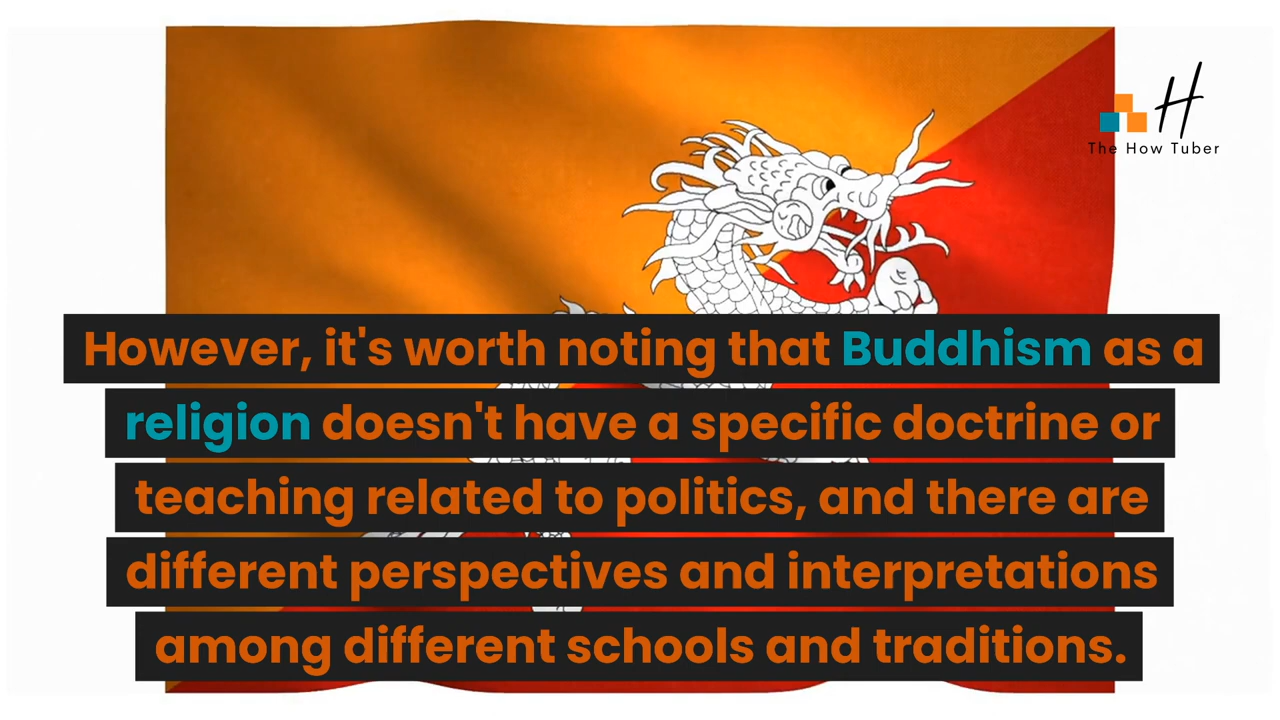 H
The How Tuber
However, it's worth noting that Buddhism as a
religion doesn't have a specific doctrine or
teaching related to politics, and there are
different perspectives and interpretations
among different schools and traditions.